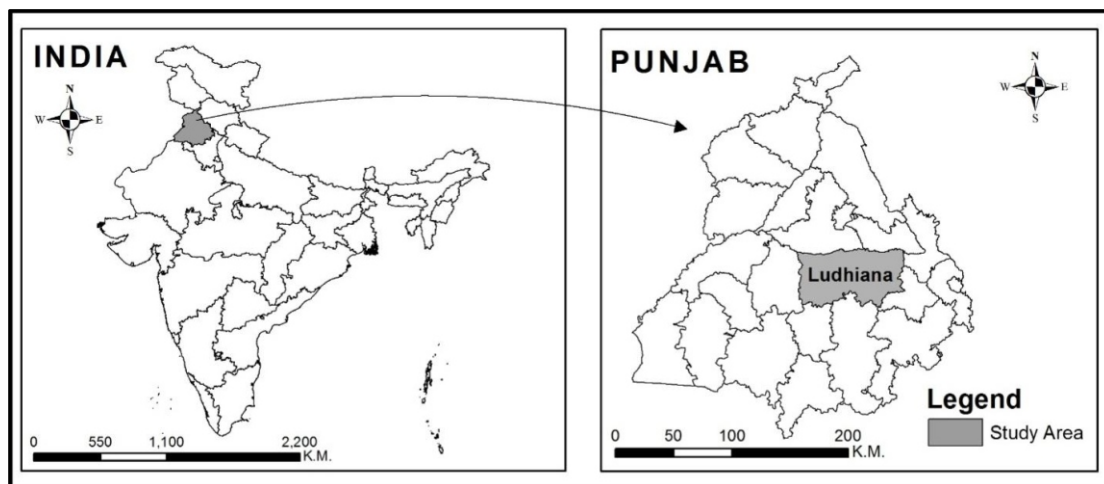 INDIA
N
W E
S
0 550 1,100 2,200
K.M.
PUNJAB
N
W E
S
Ludhiana
Legend
Study Area
0 50 100 200
K.M.